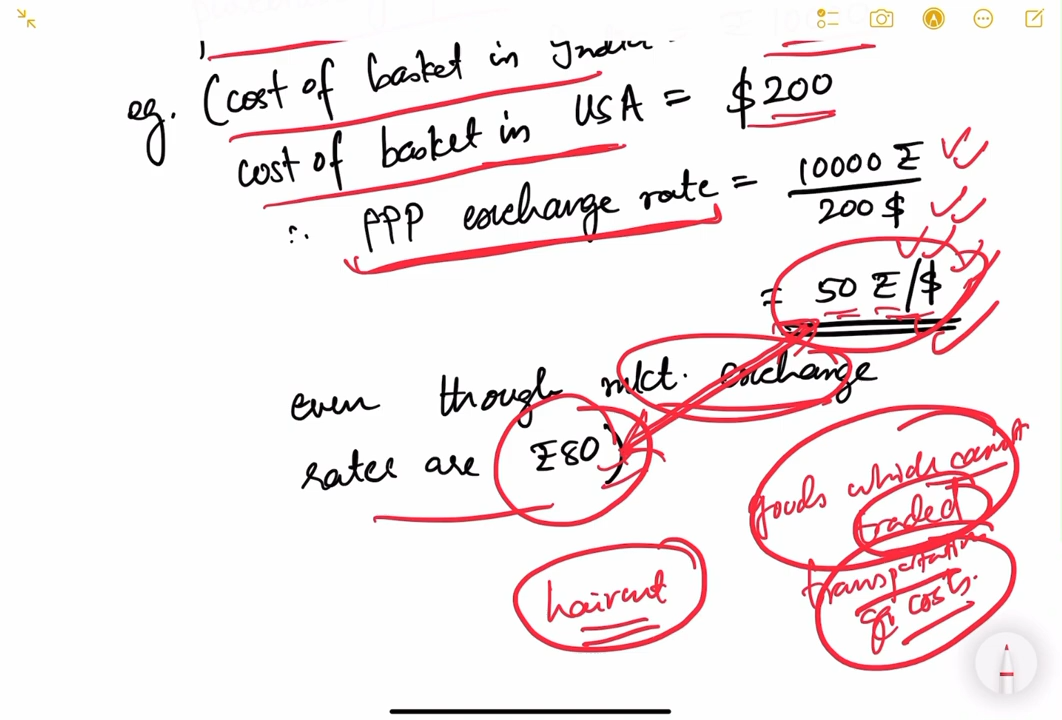 eg. (cost of basket in India =
cost of basket in USA = $200
∴ PPP exchange rate = 10000 ₹
200 $
= 50 ₹/$
even though mkt. exchange
rates are ₹80)
goods which cannot
traded
transportation
costs.
haircut